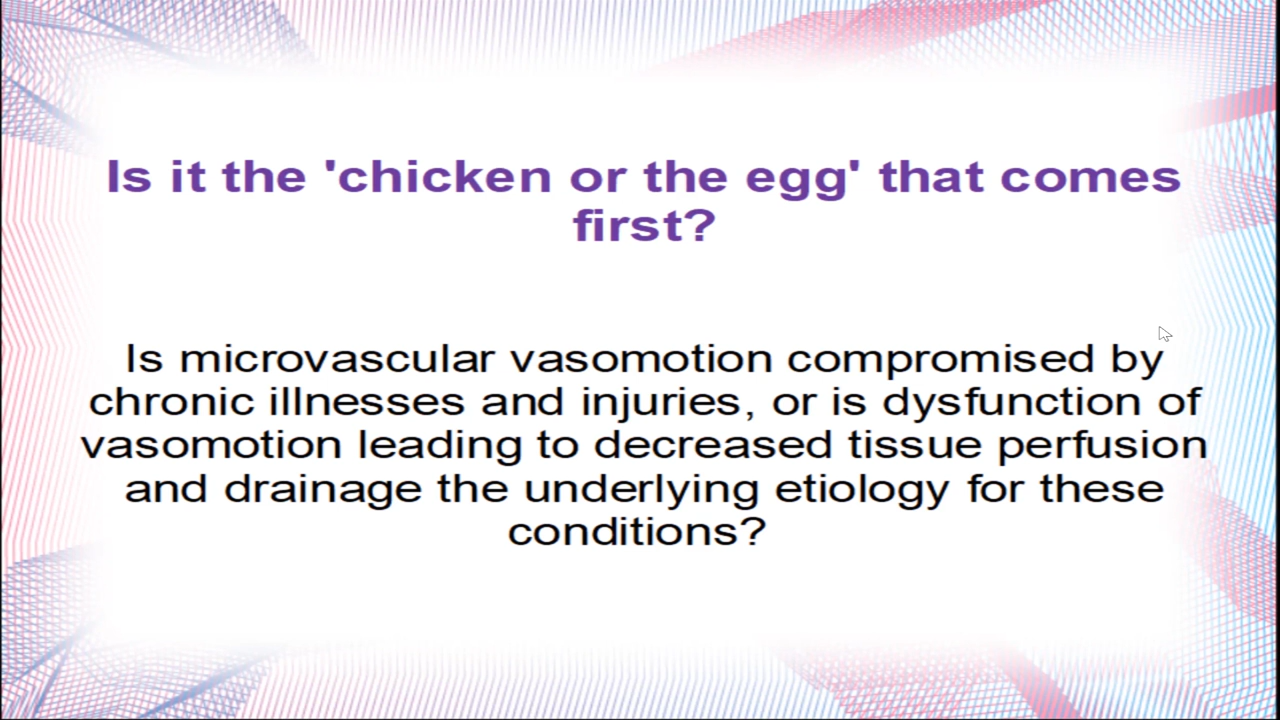 Is it the 'chicken or the egg' that comes
first?
Is microvascular vasomotion compromised by
chronic illnesses and injuries, or is dysfunction of
vasomotion leading to decreased tissue perfusion
and drainage the underlying etiology for these
conditions?